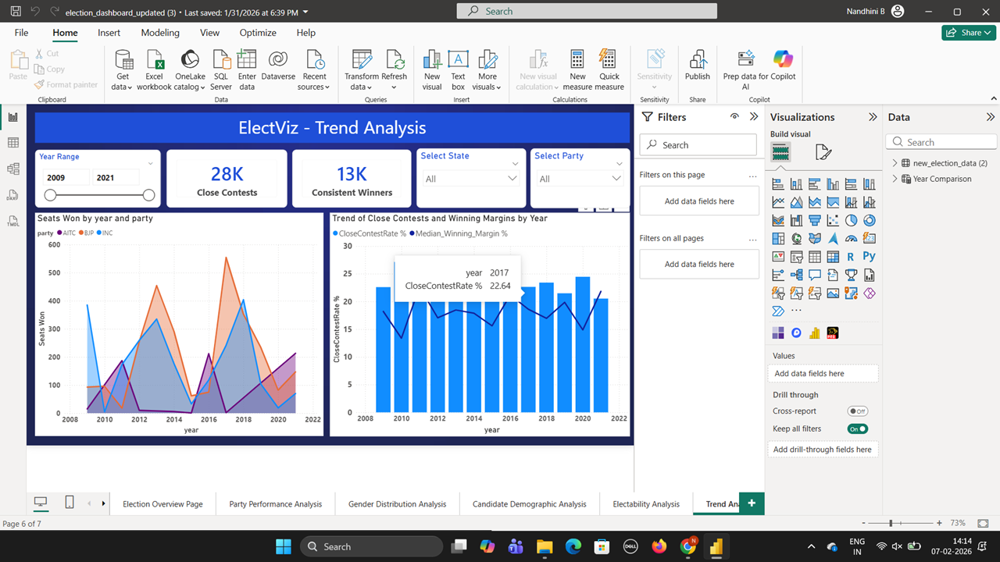 election_dashboard_updated (3) • Last saved: 1/31/2026 at 6:39 PM
Search
Nandhini B
File Home Insert Modeling View Optimize Help
Share
Paste
Cut
Copy
Format painter
Clipboard
Get data
Excel workbook
OneLake catalog
SQL Server
Enter data
Dataverse
Recent sources
Data
Transform data
Refresh
Queries
New visual
Text box
More visuals
Insert
New visual calculation
New measure
Quick measure
Calculations
Sensitivity
Sensitivity
Publish
Share
Prep data for AI
Copilot
Copilot
ElectViz - Trend Analysis
Year Range
2009 2021
28K
Close Contests
13K
Consistent Winners
Select State
All
Select Party
All
Seats Won by year and party
party AITC BJP INC
600
500
400
300
200
100
0
Seats Won
2008 2010 2012 2014 2016 2018 2020 2022
year
Trend of Close Contests and Winning Margins by Year
CloseContestRate % Median_Winning_Margin %
30
25
20
15
10
5
0
CloseContestRate %
year 2017
CloseContestRate % 22.64
2008 2010 2012 2014 2016 2018 2020 2022
year
Filters
Search
Filters on this page
...
Add data fields here
Filters on all pages
...
Add data fields here
Visualizations
Build visual
R
Py
...
Values
Add data fields here
Drill through
Cross-report
Off
Keep all filters
On
Add drill-through fields here
Data
Search
new_election_data (2)
Year Comparison
DAX
TMDL
Election Overview Page
Party Performance Analysis
Gender Distribution Analysis
Candidate Demographic Analysis
Electability Analysis
Trend An
+
Page 6 of 7
- + 73%
Search
DELL
N
ENG
IN
14:14
07-02-2026